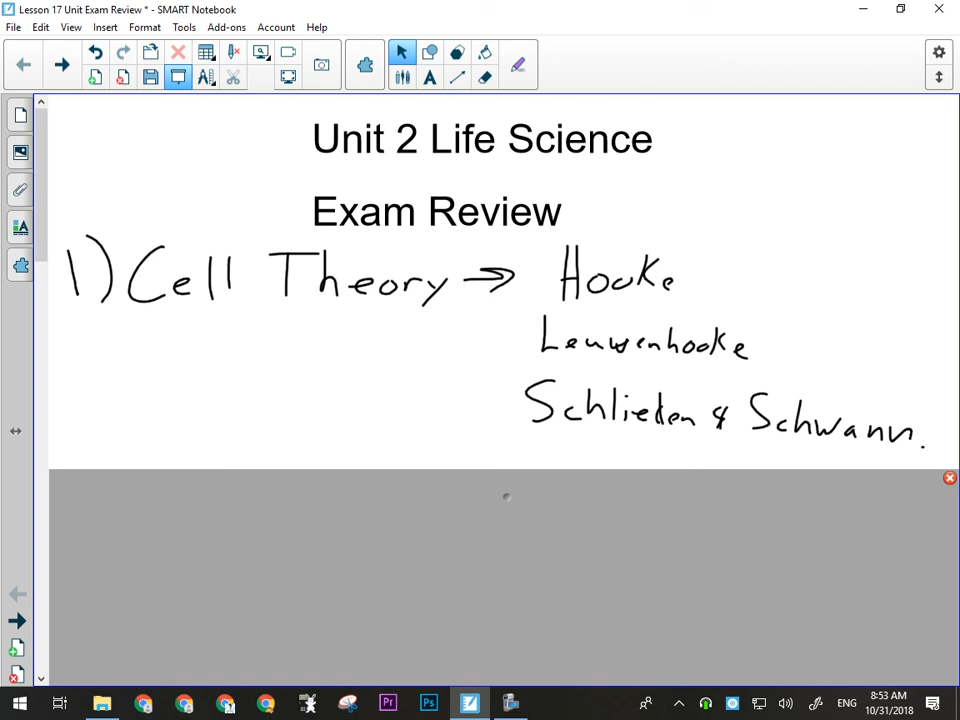 Lesson 17 Unit Exam Review * - SMART Notebook
File Edit View Insert Format Tools Add-ons Account Help
Unit 2 Life Science
Exam Review
1) Cell Theory → Hooke
Leuwenhooke
Schlieden & Schwann.
8:53 AM
ENG
10/31/2018